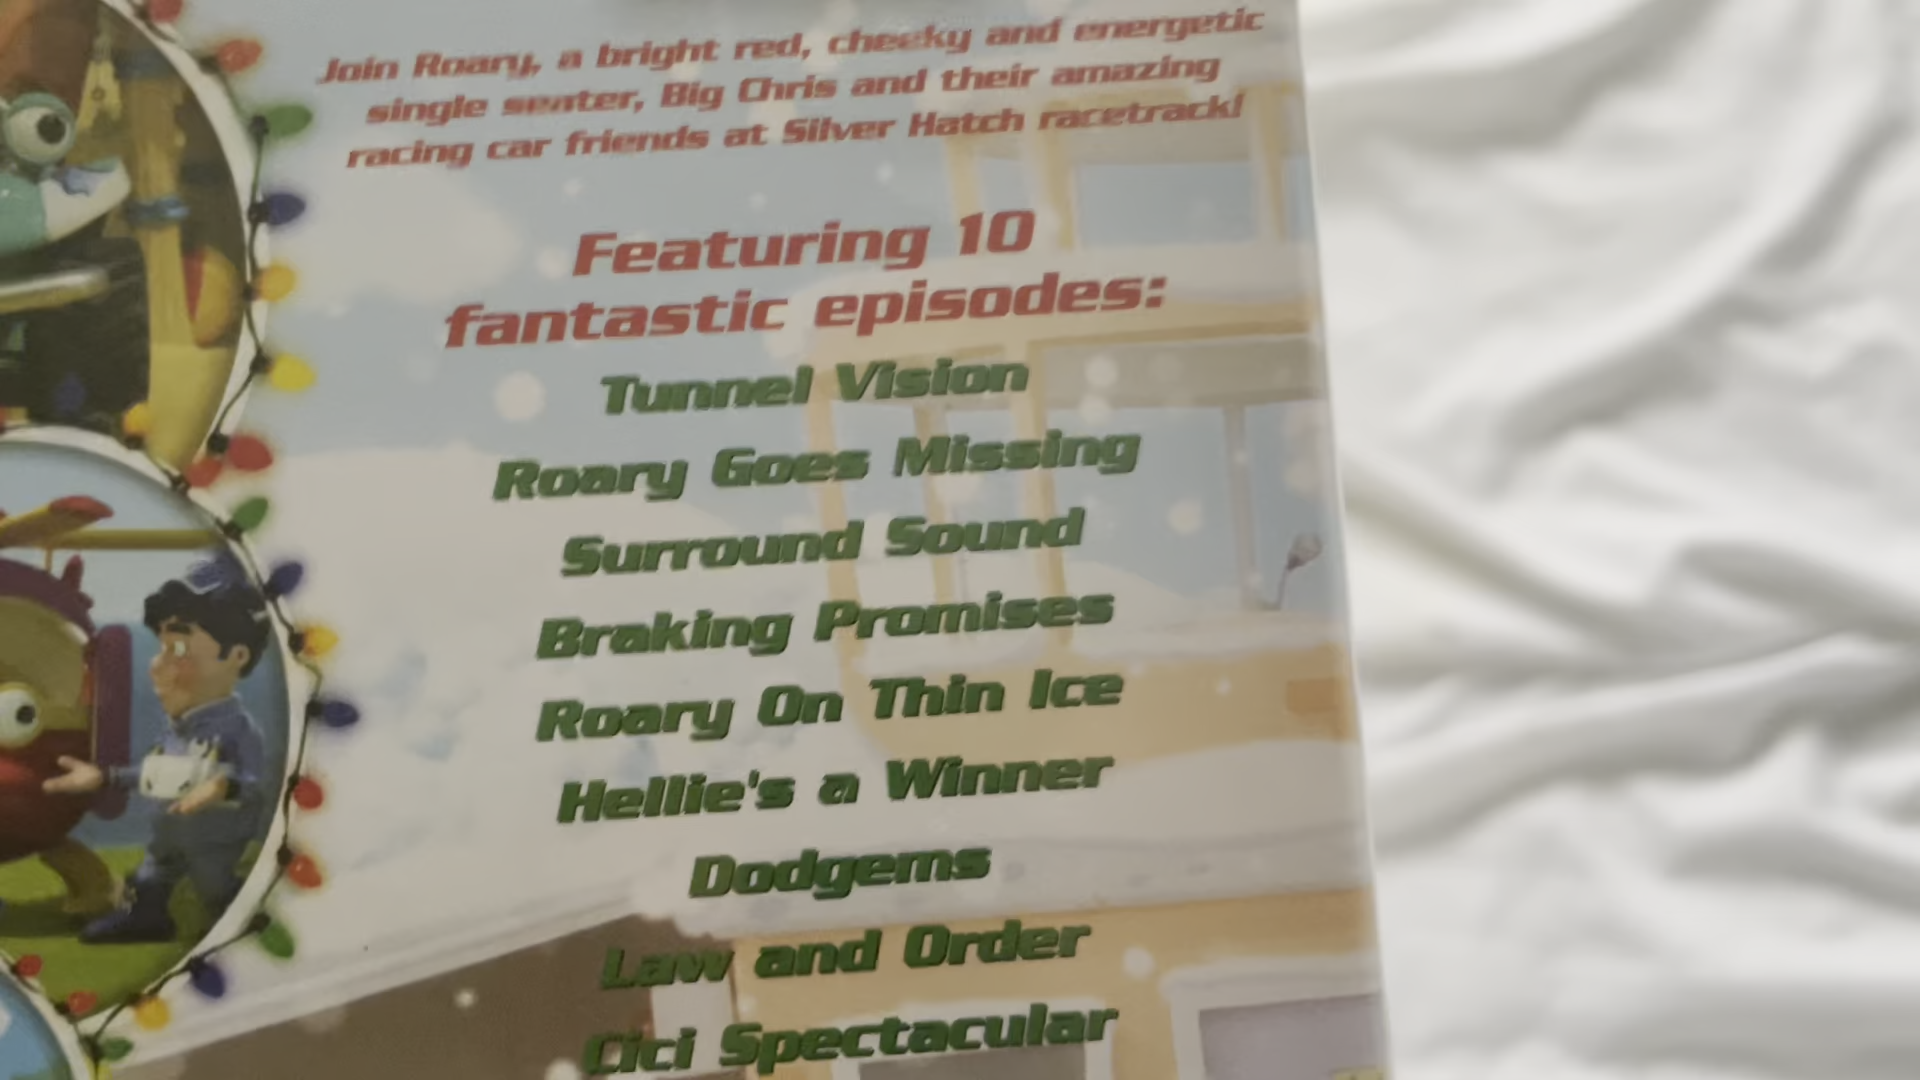 Join Roary, a bright red, cheeky and energetic
single seater, Big Chris and their amazing
racing car friends at Silver Hatch racetrack!
Featuring 10
fantastic episodes:
Tunnel Vision
Roary Goes Missing
Surround Sound
Braking Promises
Roary On Thin Ice
Hellie's a Winner
Dodgems
Law and Order
Cici Spectacular